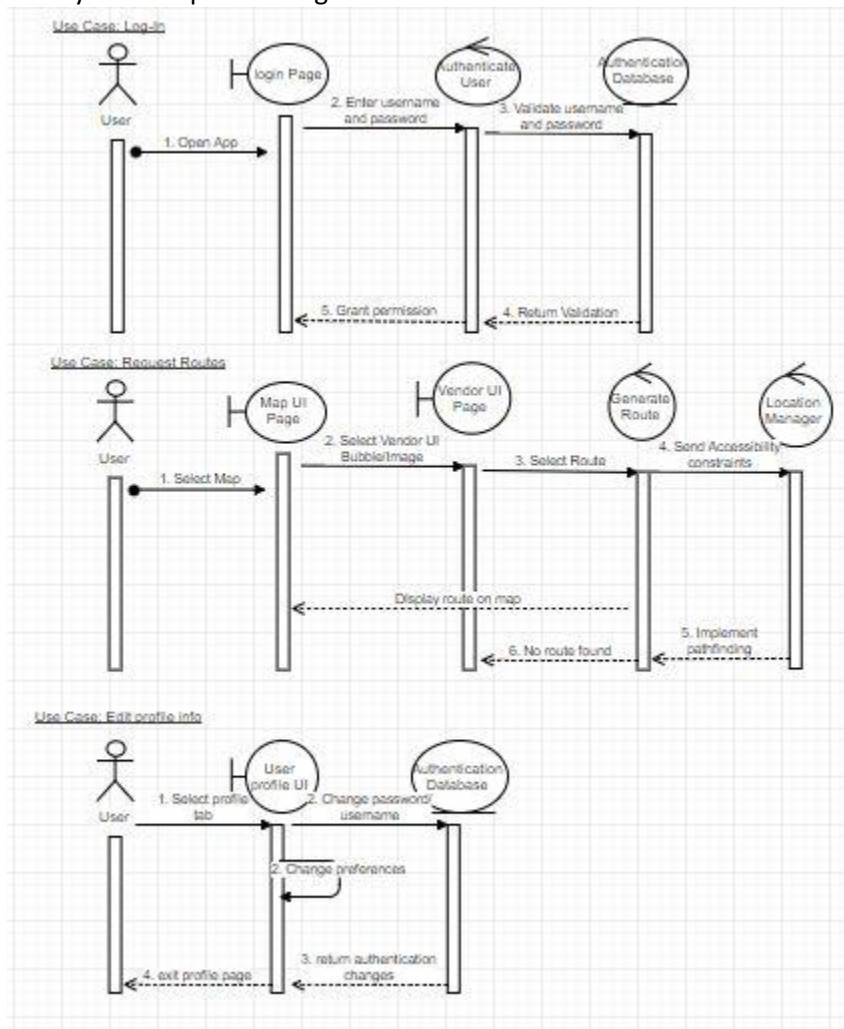 Use Case: Log-In
login Page
Authenticate
User
Authentication
Database
User
1. Open App
2. Enter username
and password
3. Validate username
and password
5. Grant permission
4. Return Validation
Use Case: Request Routes
Map UI
Page
Vendor UI
Page
Generate
Route
Location
Manager
User
1. Select Map
2. Select Vendor UI
Bubble/Image
3. Select Route
4. Send Accessibility
constraints
Display route on map
6. No route found
5. Implement
pathfinding
Use Case: Edit profile info
User
profile UI
Authentication
Database
User
1. Select profile
tab
2. Change password/
username
2. Change preferences
3. return authentication
changes
4. exit profile page